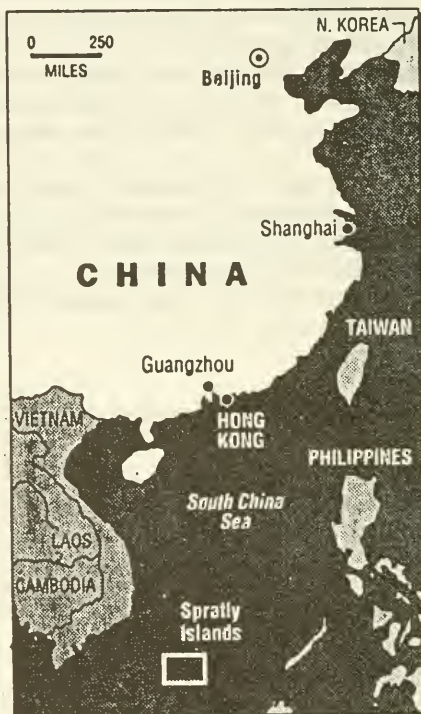 N. KOREA
0 250
MILES
Beijing
Shanghai
CHINA
TAIWAN
Guangzhou
VIETNAM
HONG
KONG
PHILIPPINES
South China
Sea
LAOS
CAMBODIA
Spratly
Islands